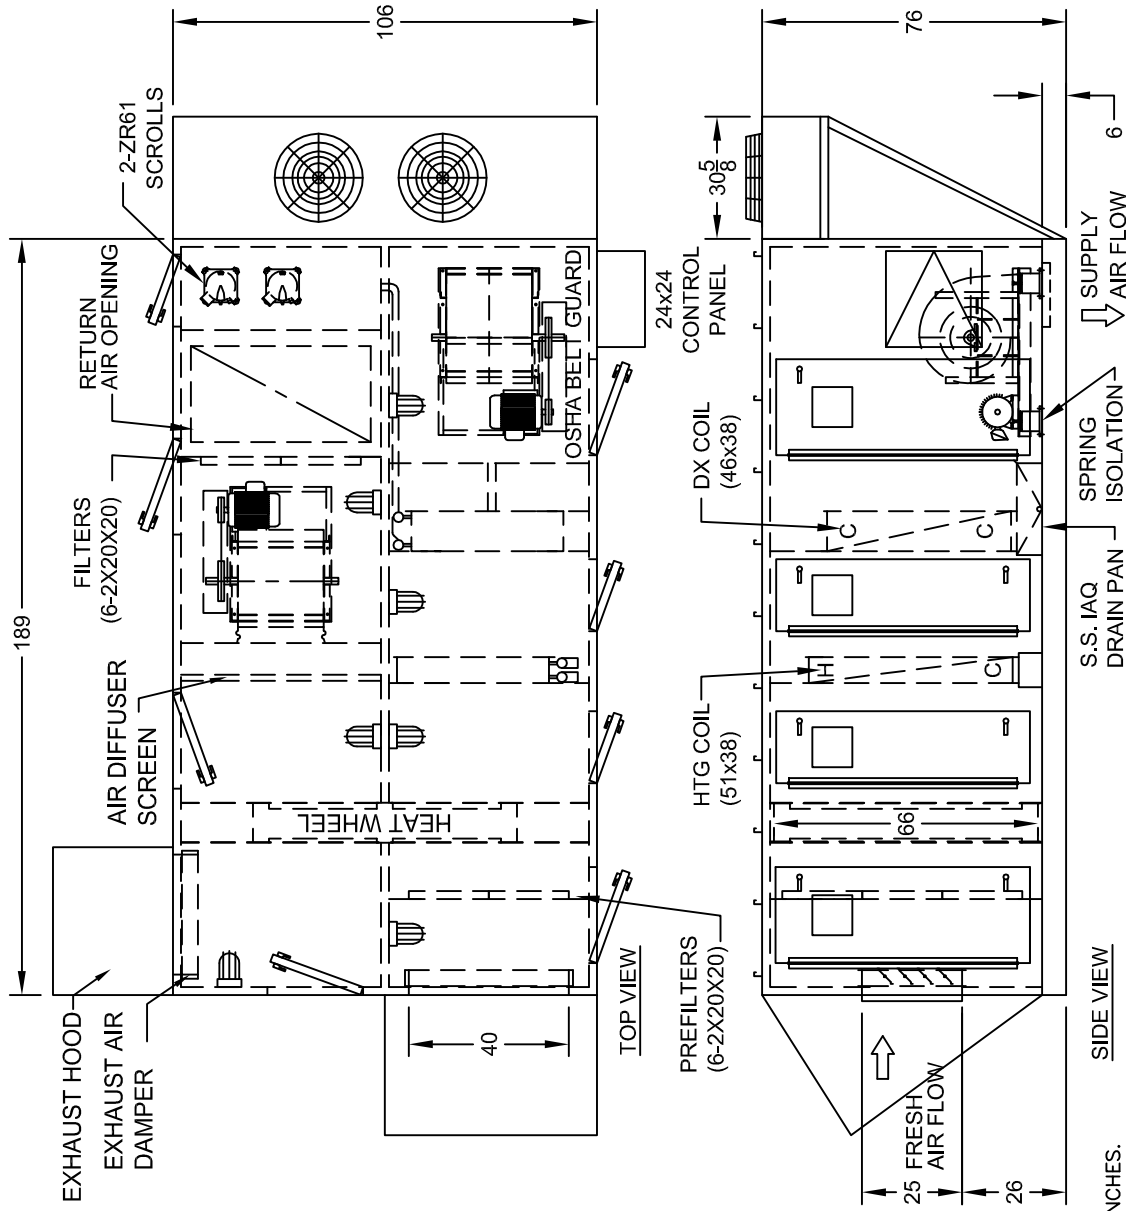 189
106
2-ZR61
SCROLLS
RETURN
AIR OPENING
FILTERS
(6-2X20X20)
AIR DIFFUSER
SCREEN
EXHAUST HOOD
EXHAUST AIR
DAMPER
HEAT WHEEL
OSHA BELT GUARD
24x24
CONTROL
PANEL
40
PREFILTERS
(6-2X20X20)
TOP VIEW
76
30 5/8
6
DX COIL
(46x38)
C
C
HTG COIL
(51x38)
H
C
66
SUPPLY
AIR FLOW
SPRING
ISOLATION
S.S. IAQ
DRAIN PAN
FRESH
AIR FLOW
25
26
SIDE VIEW
NCHES.